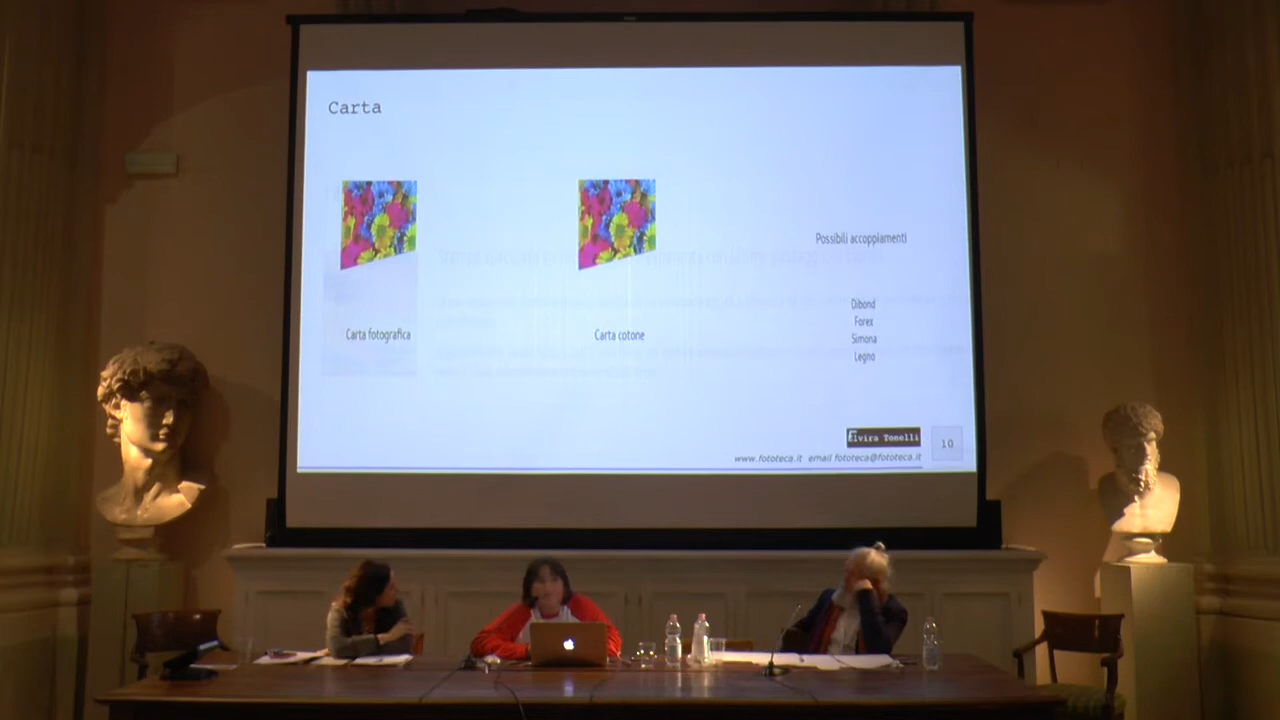 Carta
Possibili accoppiamenti
Dibond
Forex
Simona
Legno
Carta fotografica
Carta cotone
Elvira Tonelli
10
www.fototeca.it email fototeca@fototeca.it